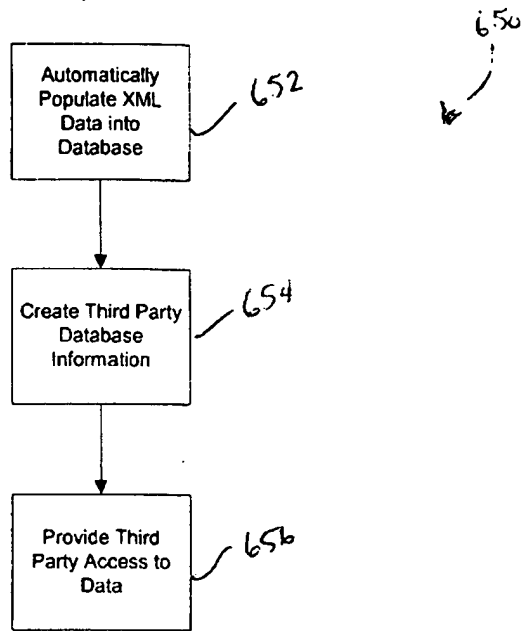 650
Automatically
Populate XML
Data into
Database
652
Create Third Party
Database
Information
654
Provide Third
Party Access to
Data
656